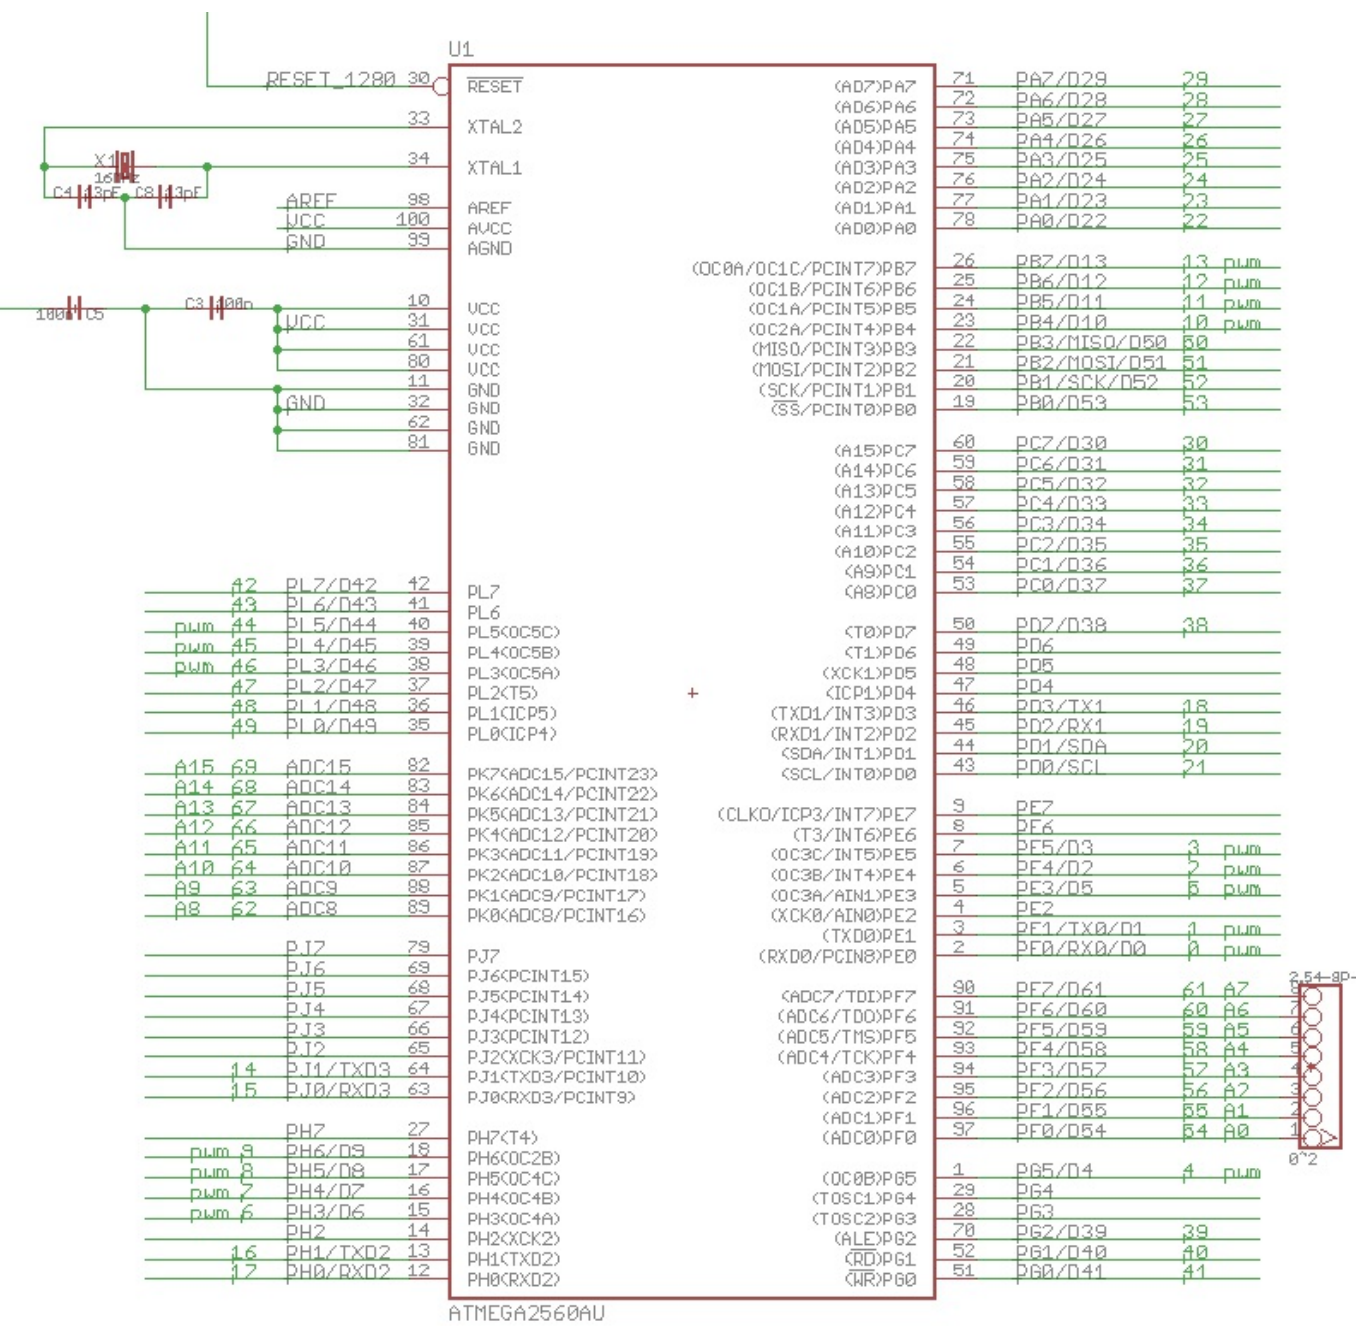 U1
RESET_1280 30 RESET
33 XTAL2
34 XTAL1
X1
C4 C8
AREF 98 AREF
VCC 100 AVCC
GND 99 AGND
10 VCC
C5 C3 100n
VCC 31 VCC
61 VCC
80 VCC
11 GND
GND 32 GND
62 GND
81 GND
42 PL7/D42 42 PL7
43 PL6/D43 41 PL6
pwm 44 PL5/D44 40 PL5(OC5C)
pwm 45 PL4/D45 39 PL4(OC5B)
pwm 46 PL3/D46 38 PL3(OC5A)
47 PL2/D47 37 PL2(T5)
48 PL1/D48 36 PL1(ICP5)
49 PL0/D49 35 PL0(ICP4)
A15 69 ADC15 82 PK7(ADC15/PCINT23)
A14 68 ADC14 83 PK6(ADC14/PCINT22)
A13 67 ADC13 84 PK5(ADC13/PCINT21)
A12 66 ADC12 85 PK4(ADC12/PCINT20)
A11 65 ADC11 86 PK3(ADC11/PCINT19)
A10 64 ADC10 87 PK2(ADC10/PCINT18)
A9 63 ADC9 88 PK1(ADC9/PCINT17)
A8 62 ADC8 89 PK0(ADC8/PCINT16)
PJ7 79 PJ7
PJ6 69 PJ6(PCINT15)
PJ5 68 PJ5(PCINT14)
PJ4 67 PJ4(PCINT13)
PJ3 66 PJ3(PCINT12)
PJ2 65 PJ2(XCK3/PCINT11)
14 PJ1/TXD3 64 PJ1(TXD3/PCINT10)
15 PJ0/RXD3 63 PJ0(RXD3/PCINT9)
PH7 27 PH7(T4)
pwm 9 PH6/D9 18 PH6(OC2B)
pwm 8 PH5/D8 17 PH5(OC4C)
pwm 7 PH4/D7 16 PH4(OC4B)
pwm 6 PH3/D6 15 PH3(OC4A)
PH2 14 PH2(XCK2)
16 PH1/TXD2 13 PH1(TXD2)
17 PH0/RXD2 12 PH0(RXD2)
(AD7)PA7 71 PA7/D29 29
(AD6)PA6 72 PA6/D28 28
(AD5)PA5 73 PA5/D27 27
(AD4)PA4 74 PA4/D26 26
(AD3)PA3 75 PA3/D25 25
(AD2)PA2 76 PA2/D24 24
(AD1)PA1 77 PA1/D23 23
(AD0)PA0 78 PA0/D22 22
(OC0A/OC1C/PCINT7)PB7 26 PB7/D13 13 pwm
(OC1B/PCINT6)PB6 25 PB6/D12 12 pwm
(OC1A/PCINT5)PB5 24 PB5/D11 11 pwm
(OC2A/PCINT4)PB4 23 PB4/D10 10 pwm
(MISO/PCINT3)PB3 22 PB3/MISO/D50 50
(MOSI/PCINT2)PB2 21 PB2/MOSI/D51 51
(SCK/PCINT1)PB1 20 PB1/SCK/D52 52
(SS/PCINT0)PB0 19 PB0/D53 53
(A15)PC7 60 PC7/D30 30
(A14)PC6 59 PC6/D31 31
(A13)PC5 58 PC5/D32 32
(A12)PC4 57 PC4/D33 33
(A11)PC3 56 PC3/D34 34
(A10)PC2 55 PC2/D35 35
(A9)PC1 54 PC1/D36 36
(A8)PC0 53 PC0/D37 37
(T0)PD7 50 PD7/D38 38
(T1)PD6 49 PD6
(XCK1)PD5 48 PD5
(ICP1)PD4 47 PD4
(TXD1/INT3)PD3 46 PD3/TX1 18
(RXD1/INT2)PD2 45 PD2/RX1 19
(SDA/INT1)PD1 44 PD1/SDA 20
(SCL/INT0)PD0 43 PD0/SCL 21
(CLKO/ICP3/INT7)PE7 9 PE7
(T3/INT6)PE6 8 PE6
(OC3C/INT5)PE5 7 PE5/D3 3 pwm
(OC3B/INT4)PE4 6 PE4/D2 2 pwm
(OC3A/AIN1)PE3 5 PE3/D5 5 pwm
(XCK0/AIN0)PE2 4 PE2
(TXD0)PE1 3 PE1/TX0/D1 1 pwm
(RXD0/PCIN8)PE0 2 PE0/RX0/D0 0 pwm
2.54-8P-
(ADC7/TDI)PF7 90 PF7/D61 61 A7 8
(ADC6/TDO)PF6 91 PF6/D60 60 A6 7
(ADC5/TMS)PF5 92 PF5/D59 59 A5 6
(ADC4/TCK)PF4 93 PF4/D58 58 A4 5
(ADC3)PF3 94 PF3/D57 57 A3 4
(ADC2)PF2 95 PF2/D56 56 A2 3
(ADC1)PF1 96 PF1/D55 55 A1 2
(ADC0)PF0 97 PF0/D54 54 A0 1
0~2
(OC0B)PG5 1 PG5/D4 4 pwm
(TOSC1)PG4 29 PG4
(TOSC2)PG3 28 PG3
(ALE)PG2 70 PG2/D39 39
(RD)PG1 52 PG1/D40 40
(WR)PG0 51 PG0/D41 41
ATMEGA2560AU